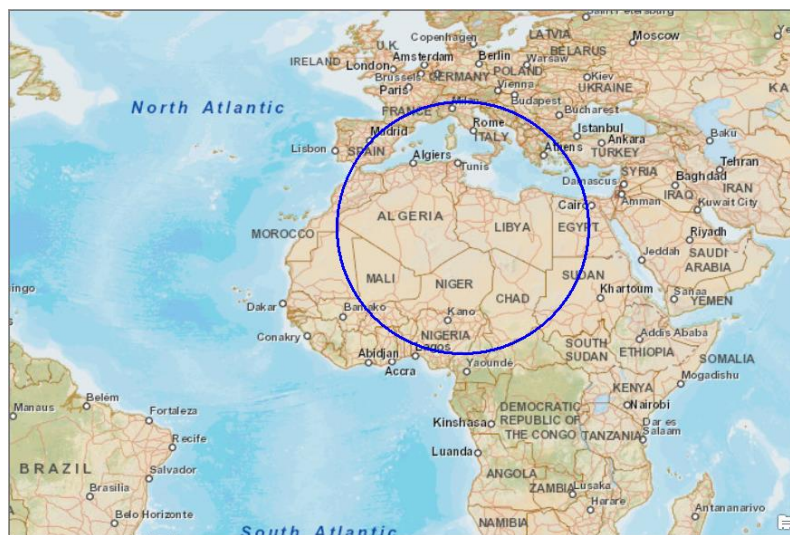 Saint Petersburg
Moscow
LATVIA
Copenhagen
U.K.
IRELAND
Amsterdam
Berlin
BELARUS
London
Warsaw
Brussels
GERMANY
POLAND
Kiev
Paris
Vienna
UKRAINE
KA
North Atlantic
FRANCE
Milan
Budapest
Bucharest
Madrid
Rome
ITALY
Istanbul
Ankara
Baku
Lisbon
SPAIN
Algiers
Tunis
Athens
TURKEY
Tehran
SYRIA
Damascus
Baghdad
IRAN
Amman
IRAQ
Cairo
Kuwait City
ALGERIA
MOROCCO
LIBYA
EGYPT
Riyadh
Jeddah
SAUDI
ARABIA
MALI
NIGER
SUDAN
ingo
CHAD
Khartoum
Sanaa
YEMEN
Dakar
Bamako
Kano
Conakry
NIGERIA
Addis Ababa
SOUTH
SUDAN
ETHIOPIA
Abidjan
Lagos
Accra
Yaoundé
SOMALIA
Mogadishu
KENYA
Belém
Manaus
Fortaleza
DEMOCRATIC
REPUBLIC OF
THE CONGO
Nairobi
Kinshasa
Dar es
Salaam
TANZANIA
Recife
Luanda
BRAZIL
Salvador
ANGOLA
Brasilia
ZAMBIA
Lusaka
Harare
Belo Horizonte
Antananarivo
NAMIBIA
South Atlantic